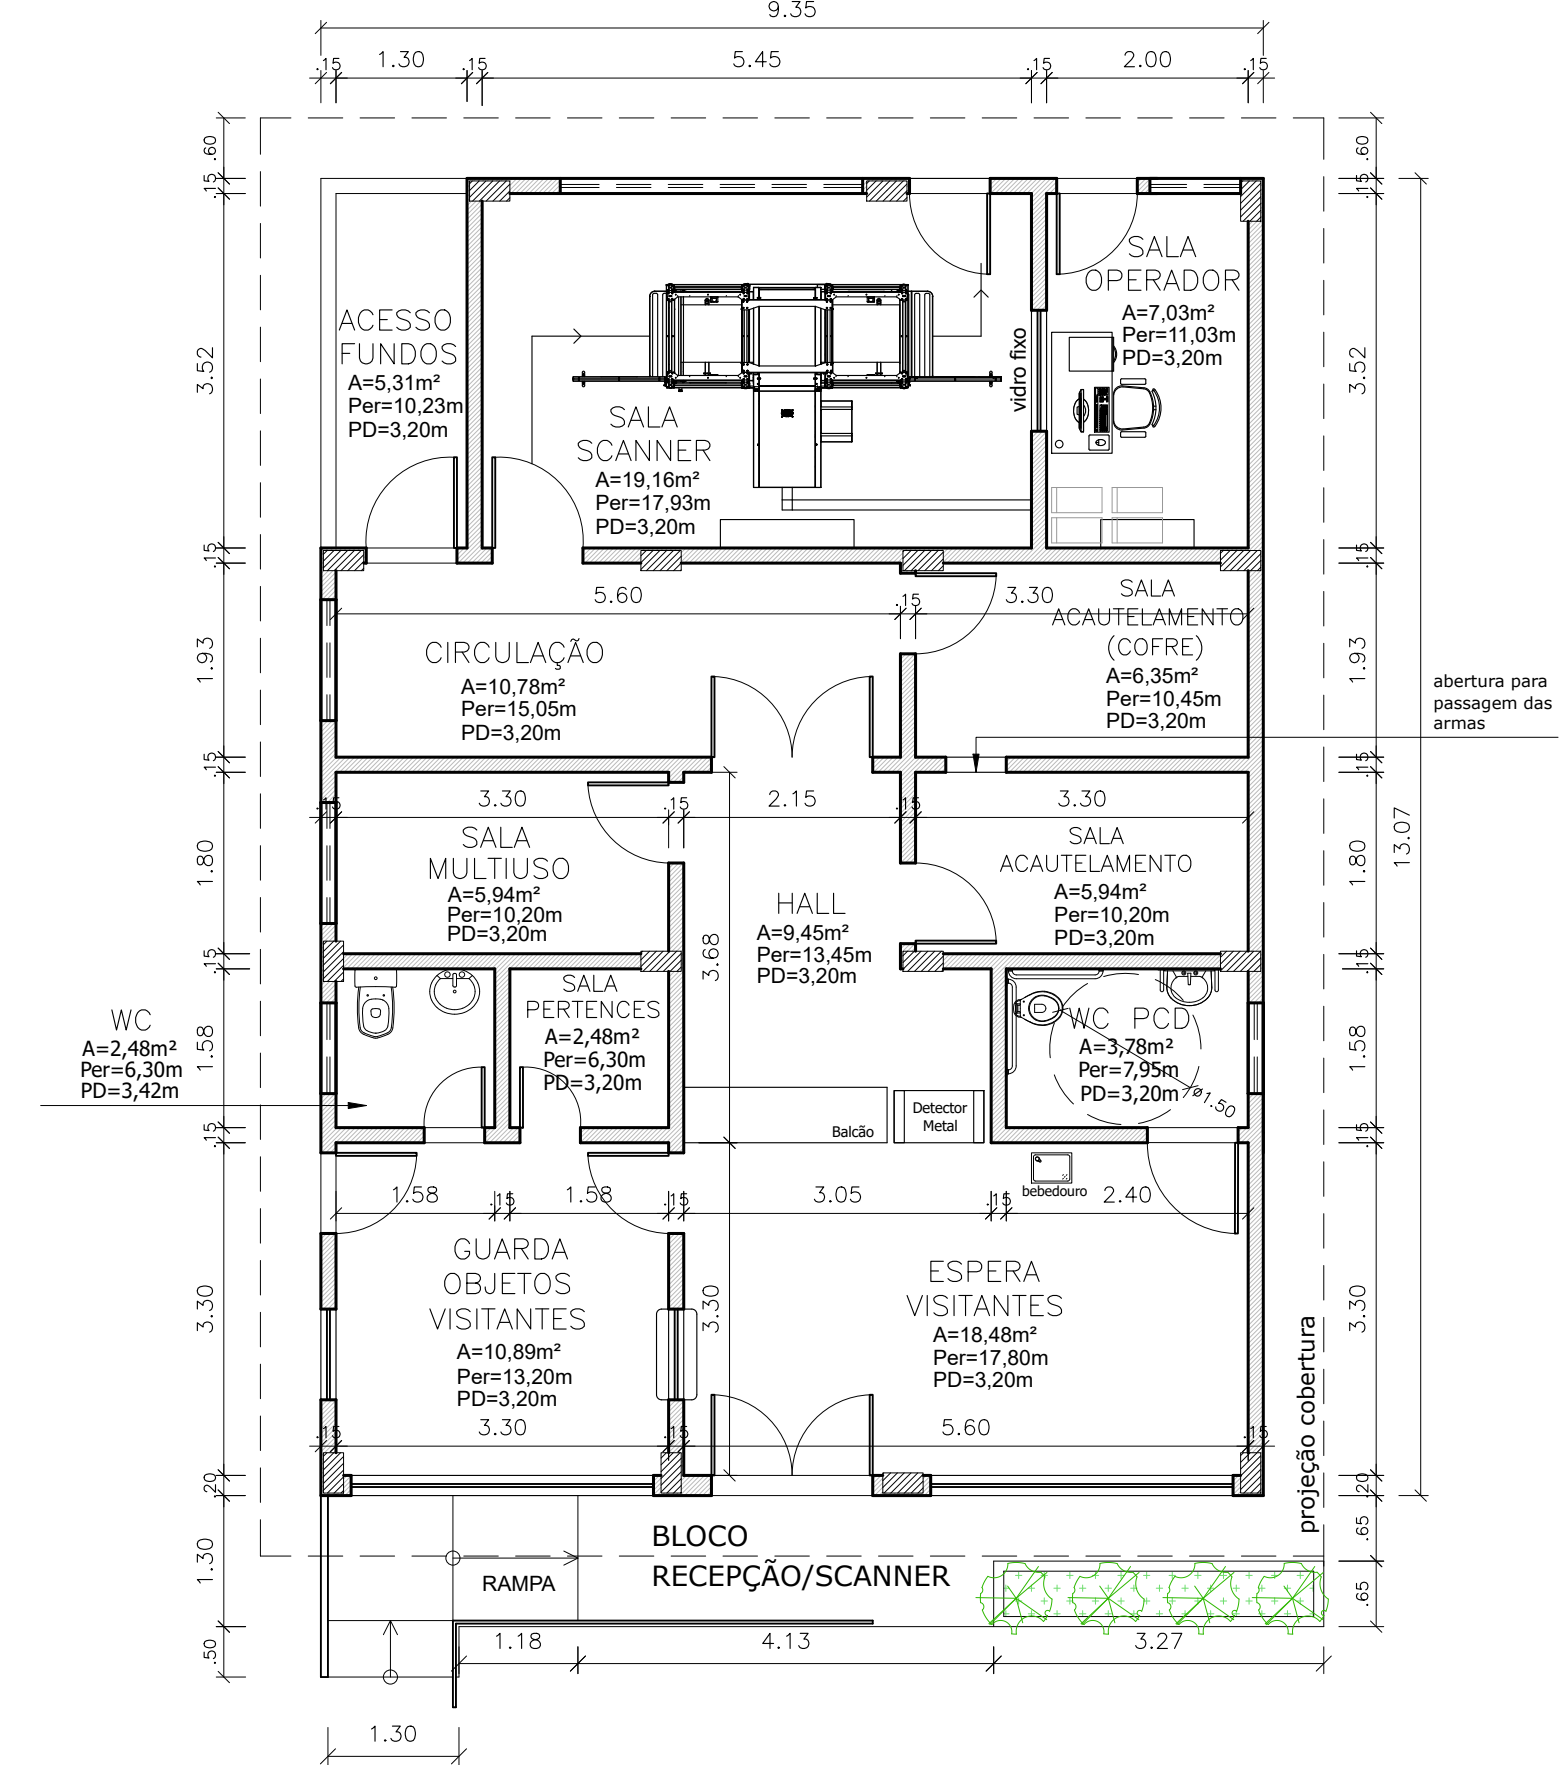 9.35
.15
1.30
.15
5.45
.15
2.00
.15
.60
.15
3.52
.15
1.93
.15
1.80
.15
1.58
.15
3.30
.20
1.30
.50
.60
.15
3.52
.15
1.93
.15
1.80
.15
1.58
.15
3.30
.20
.65
.65
13.07
ACESSO
FUNDOS
A=5,31m²
Per=10,23m
PD=3,20m
SALA
SCANNER
A=19,16m²
Per=17,93m
PD=3,20m
vidro fixo
SALA
OPERADOR
A=7,03m²
Per=11,03m
PD=3,20m
5.60
.15
3.30
CIRCULAÇÃO
A=10,78m²
Per=15,05m
PD=3,20m
SALA
ACAUTELAMENTO
(COFRE)
A=6,35m²
Per=10,45m
PD=3,20m
abertura para
passagem das
armas
.15
3.30
.15
2.15
.15
3.30
SALA
MULTIUSO
A=5,94m²
Per=10,20m
PD=3,20m
HALL
A=9,45m²
Per=13,45m
PD=3,20m
3.68
SALA
ACAUTELAMENTO
A=5,94m²
Per=10,20m
PD=3,20m
WC
A=2,48m²
Per=6,30m
PD=3,42m
SALA
PERTENCES
A=2,48m²
Per=6,30m
PD=3,20m
WC PCD
A=3,78m²
Per=7,95m
PD=3,20m
ø1.50
Balcão
Detector
Metal
bebedouro
1.58
.15
1.58
.15
3.05
.15
2.40
GUARDA
OBJETOS
VISITANTES
A=10,89m²
Per=13,20m
PD=3,20m
3.30
ESPERA
VISITANTES
A=18,48m²
Per=17,80m
PD=3,20m
.15
3.30
.15
5.60
.15
projeção cobertura
BLOCO
RECEPÇÃO/SCANNER
RAMPA
1.18
4.13
3.27
1.30